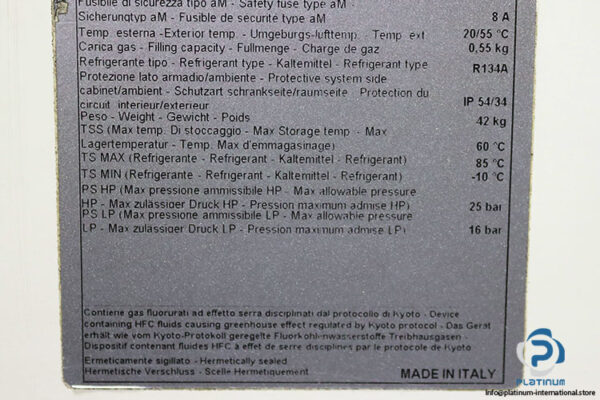 Fusibile di sicurezza tipo aM - Safety fuse type aM -
Sicherungtyp aM - Fusible de securité type aM 8 A
Temp. esterna -Exterior temp. - Umgebungs-lufttemp. - Temp. ext 20/55 °C
Carica gas - Filling capacity - Fullmenge - Charge de gaz 0,55 kg
Refrigerante tipo - Refrigerant type - Kaltemittel - Refrigerant type R134A
Protezione lato armadio/ambiente - Protective system side
cabinet/ambient - Schutzart schrankseite/raumseite . Protection du
circuit interieur/exterieur IP 54/34
Peso - Weight - Gewicht - Poids 42 kg
TSS (Max temp. Di stoccaggio - Max Storage temp - Max
Lagertemperatur - Temp. Max d'emmagasinage) 60 °C
TS MAX (Refrigerante - Refrigerant - Kaltemittel - Refrigerant) 85 °C
TS MIN (Refrigerante - Refrigerant - Kaltemittel - Refrigerant) -10 °C
PS HP (Max pressione ammissibile HP - Max allowable pressure
HP - Max zulässiger Druck HP - Pression maximum admise HP) 25 bar
PS LP (Max pressione ammissibile LP - Max allowable pressure
LP - Max zulassiger Druck LP - Pression maximum admise LP) 16 bar
Contiene gas fluorurati ad effetto serra disciplinati dal protocollo di Kyoto - Device
containing HFC fluids causing greenhouse effect regulated by Kyoto protocol - Das Gerät
erhält wie vom Kyoto-Protokoll geregelte Fluorkohl-nwasserstoffe Treibhausgasen -
Dispositif contenant fluides HFC à effet de serre disciplines par le protocole de Kyoto
Ermeticamente sigillato - Hermetically sealed
Hermetische Verschluss - Scelle Hermetiquement
MADE IN ITALY
PLATINUM
info@platinum-international.store